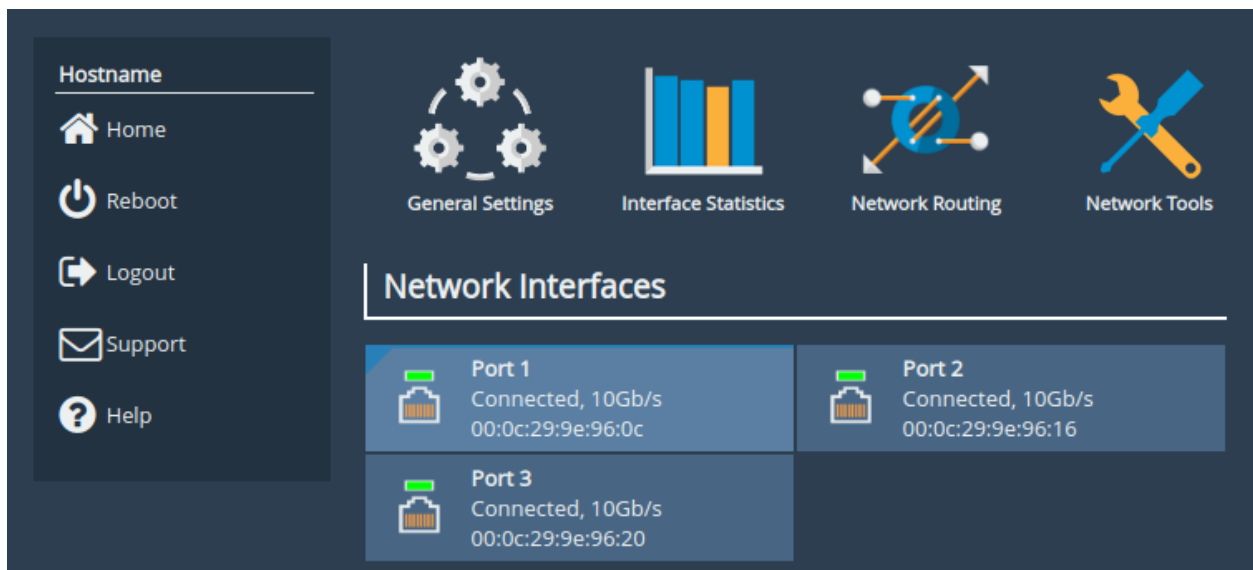 Hostname
Home
Reboot
Logout
Support
Help
General Settings
Interface Statistics
Network Routing
Network Tools
Network Interfaces
Port 1
Connected, 10Gb/s
00:0c:29:9e:96:0c
Port 2
Connected, 10Gb/s
00:0c:29:9e:96:16
Port 3
Connected, 10Gb/s
00:0c:29:9e:96:20